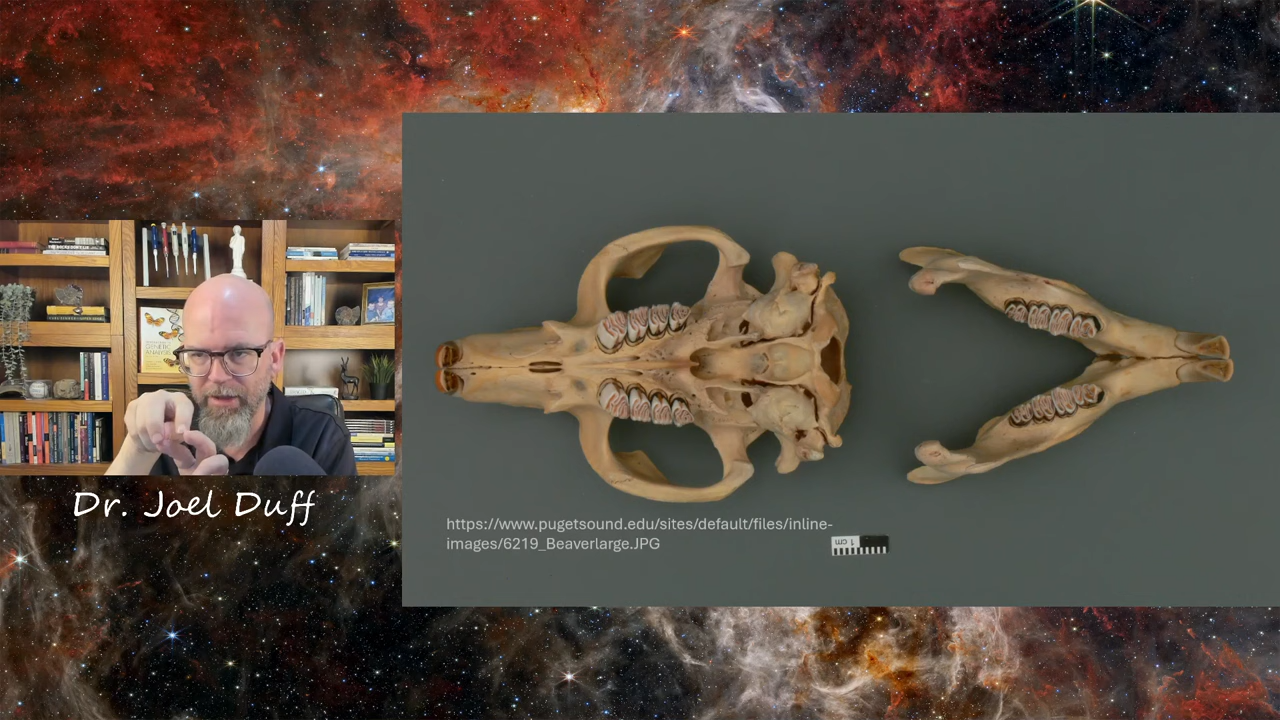 Dr. Joel Duff
https://www.pugetsound.edu/sites/default/files/inline-
images/6219_Beaverlarge.JPG
1 cm